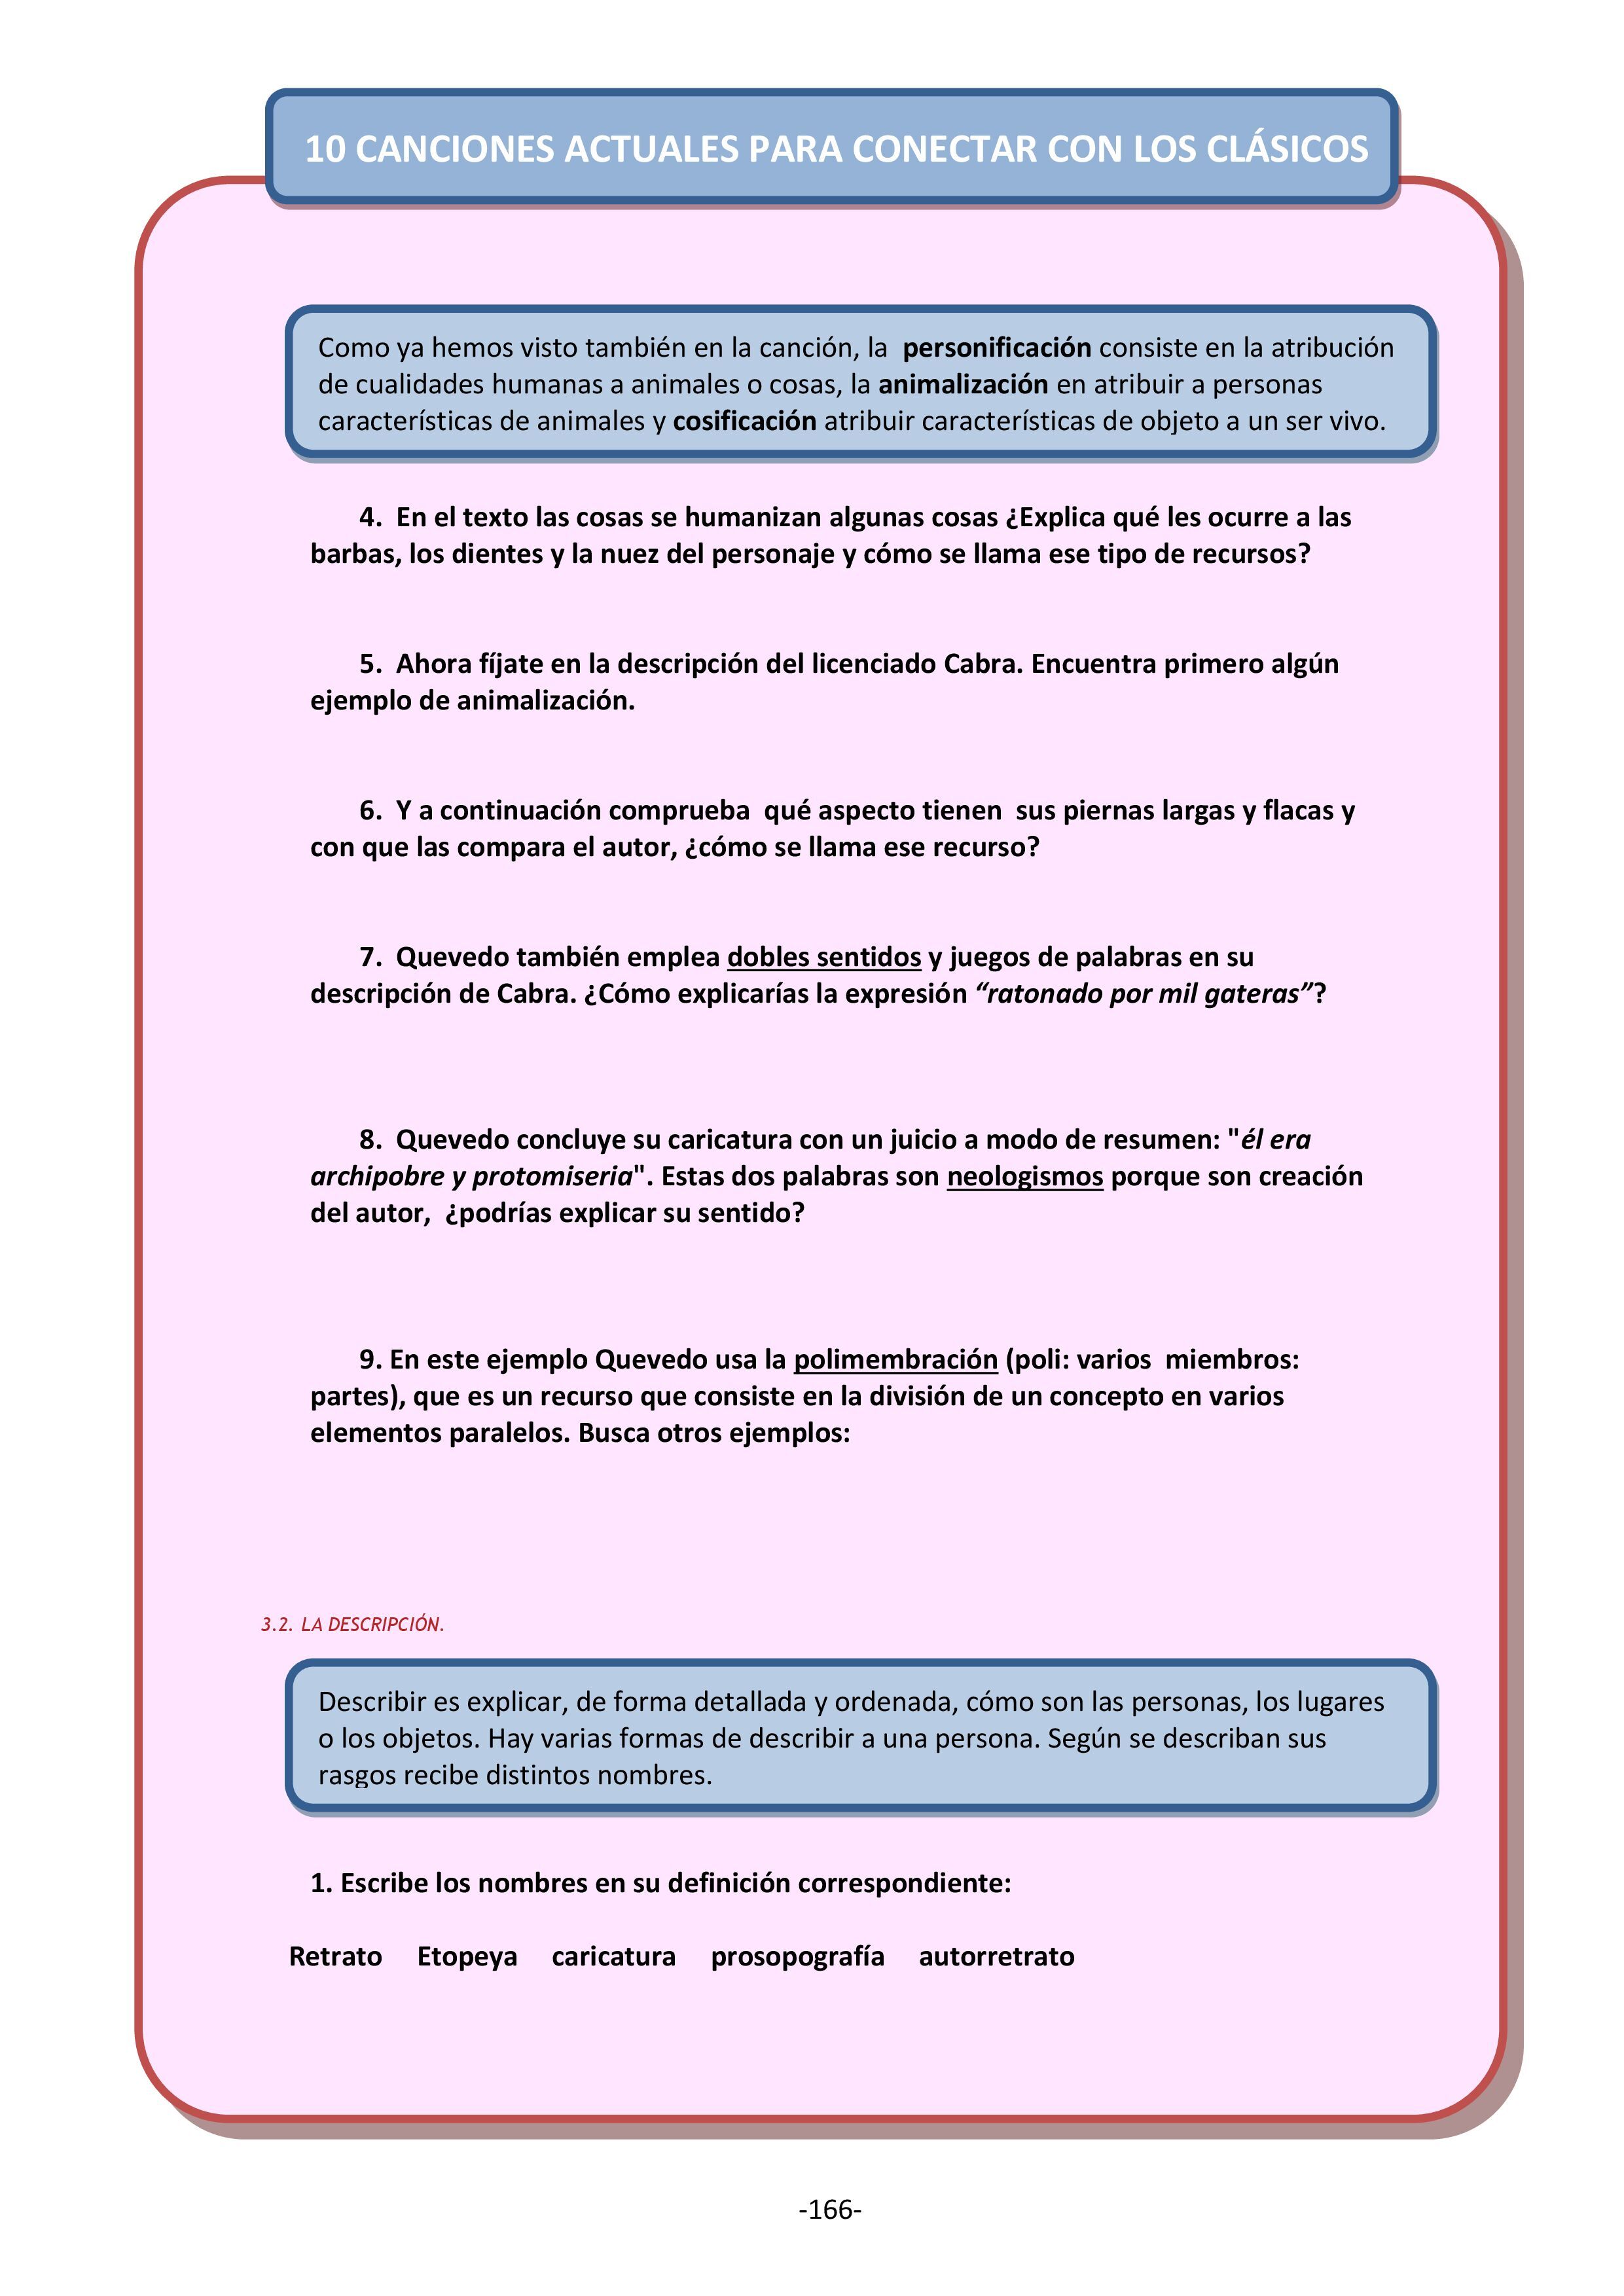 10 CANCIONES ACTUALES PARA CONECTAR CON LOS CLÁSICOS
Como ya hemos visto también en la canción, la  personificación consiste en la atribución
de cualidades humanas a animales o cosas, la animalización en atribuir a personas
características de animales y cosificación atribuir características de objeto a un ser vivo.
4.  En el texto las cosas se humanizan algunas cosas ¿Explica qué les ocurre a las
barbas, los dientes y la nuez del personaje y cómo se llama ese tipo de recursos?
5.  Ahora fíjate en la descripción del licenciado Cabra. Encuentra primero algún
ejemplo de animalización.
6.  Y a continuación comprueba  qué aspecto tienen  sus piernas largas y flacas y
con que las compara el autor, ¿cómo se llama ese recurso?
7.  Quevedo también emplea dobles sentidos y juegos de palabras en su
descripción de Cabra. ¿Cómo explicarías la expresión “ratonado por mil gateras”?
8.  Quevedo concluye su caricatura con un juicio a modo de resumen: "él era
archipobre y protomiseria". Estas dos palabras son neologismos porque son creación
del autor,  ¿podrías explicar su sentido?
9. En este ejemplo Quevedo usa la polimembración (poli: varios  miembros:
partes), que es un recurso que consiste en la división de un concepto en varios
elementos paralelos. Busca otros ejemplos:
3.2. LA DESCRIPCIÓN.
Describir es explicar, de forma detallada y ordenada, cómo son las personas, los lugares
o los objetos. Hay varias formas de describir a una persona. Según se describan sus
rasgos recibe distintos nombres.
1. Escribe los nombres en su definición correspondiente:
Retrato Etopeya caricatura prosopografía autorretrato
-166-